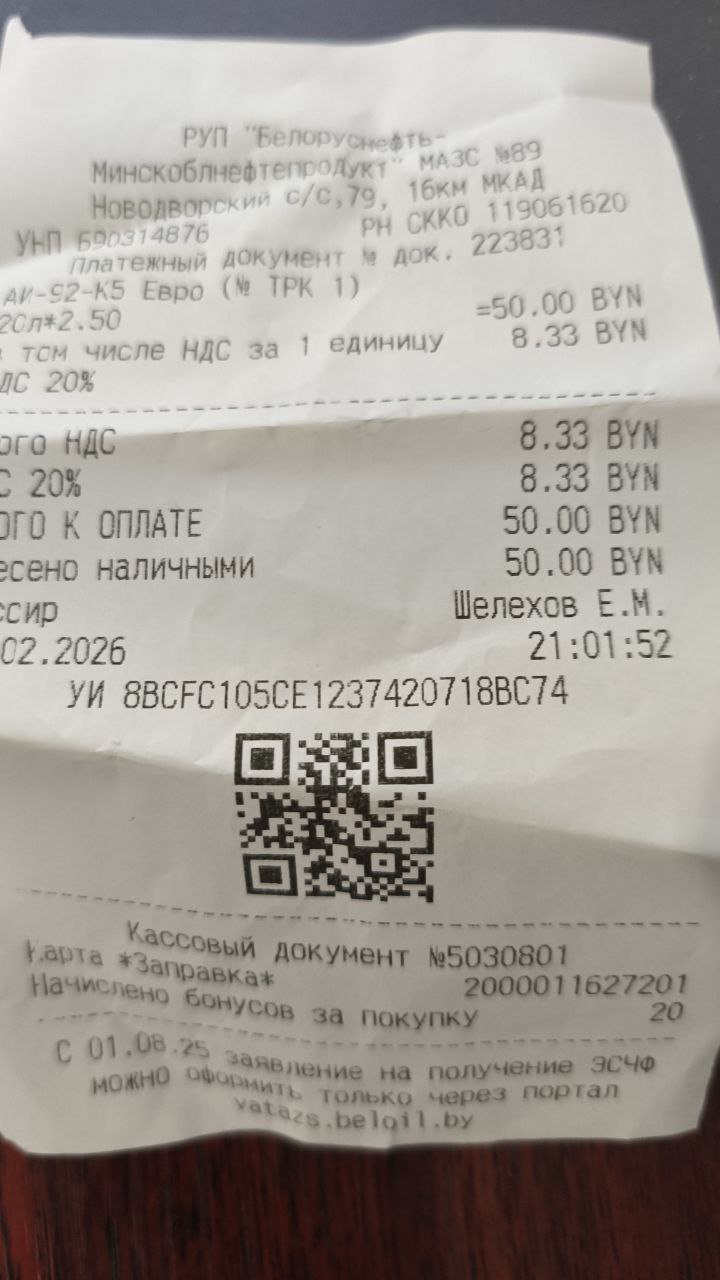 РУП "Белоруснефть-
Минскоблнефтепродукт" МАЗС №89
Новодворский с/с,79, 16км МКАД
УНП 690314876 РН СККО 119061620
Платежный документ № док. 223831
АИ-92-К5 Евро (№ ТРК 1)
20л*2.50 =50.00 BYN
в том числе НДС за 1 единицу 8.33 BYN
ДС 20%
ого НДС 8.33 BYN
С 20% 8.33 BYN
ОГО К ОПЛАТЕ 50.00 BYN
есено наличными 50.00 BYN
ссир Шелехов Е.М.
02.2026 21:01:52
УИ 8BCFC105CE1237420718BC74
Кассовый документ №5030801
Карта *Заправка* 2000011627201
Начислено бонусов за покупку 20
С 01.08.25 заявление на получение ЭСЧФ
можно оформить только через портал
vatazs.beloil.by